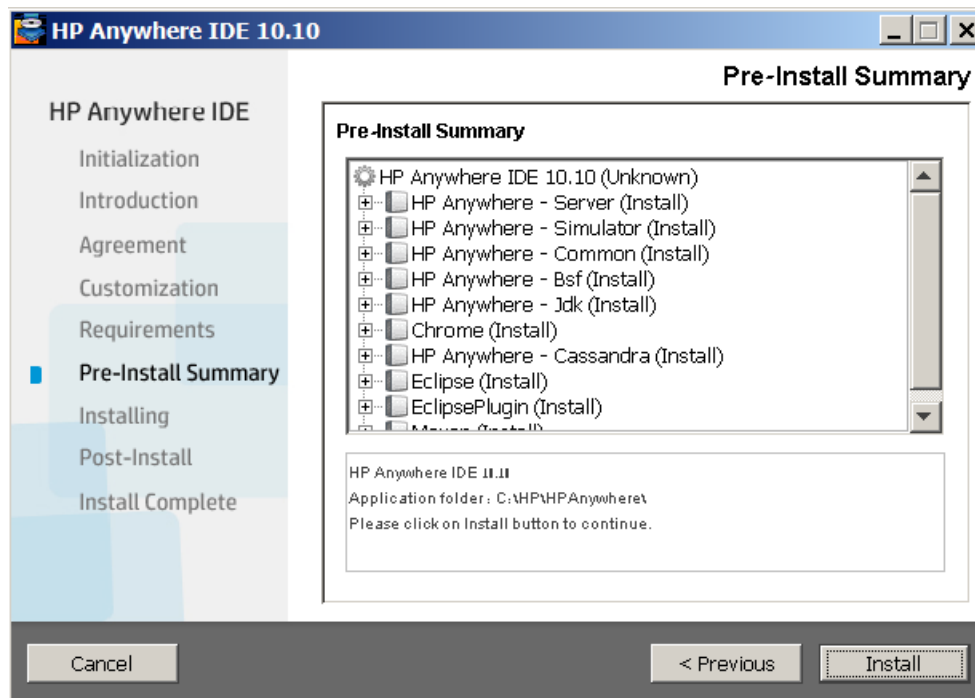 HP Anywhere IDE 10.10
Pre-Install Summary
HP Anywhere IDE
Initialization
Introduction
Agreement
Customization
Requirements
Pre-Install Summary
Installing
Post-Install
Install Complete
Pre-Install Summary
HP Anywhere IDE 10.10 (Unknown)
HP Anywhere - Server (Install)
HP Anywhere - Simulator (Install)
HP Anywhere - Common (Install)
HP Anywhere - Bsf (Install)
HP Anywhere - Jdk (Install)
Chrome (Install)
HP Anywhere - Cassandra (Install)
Eclipse (Install)
EclipsePlugin (Install)
Maven (Install)
HP Anywhere IDE
Application folder: C:\HP\HPAnywhere\
Please click on Install button to continue.
Cancel
< Previous
Install